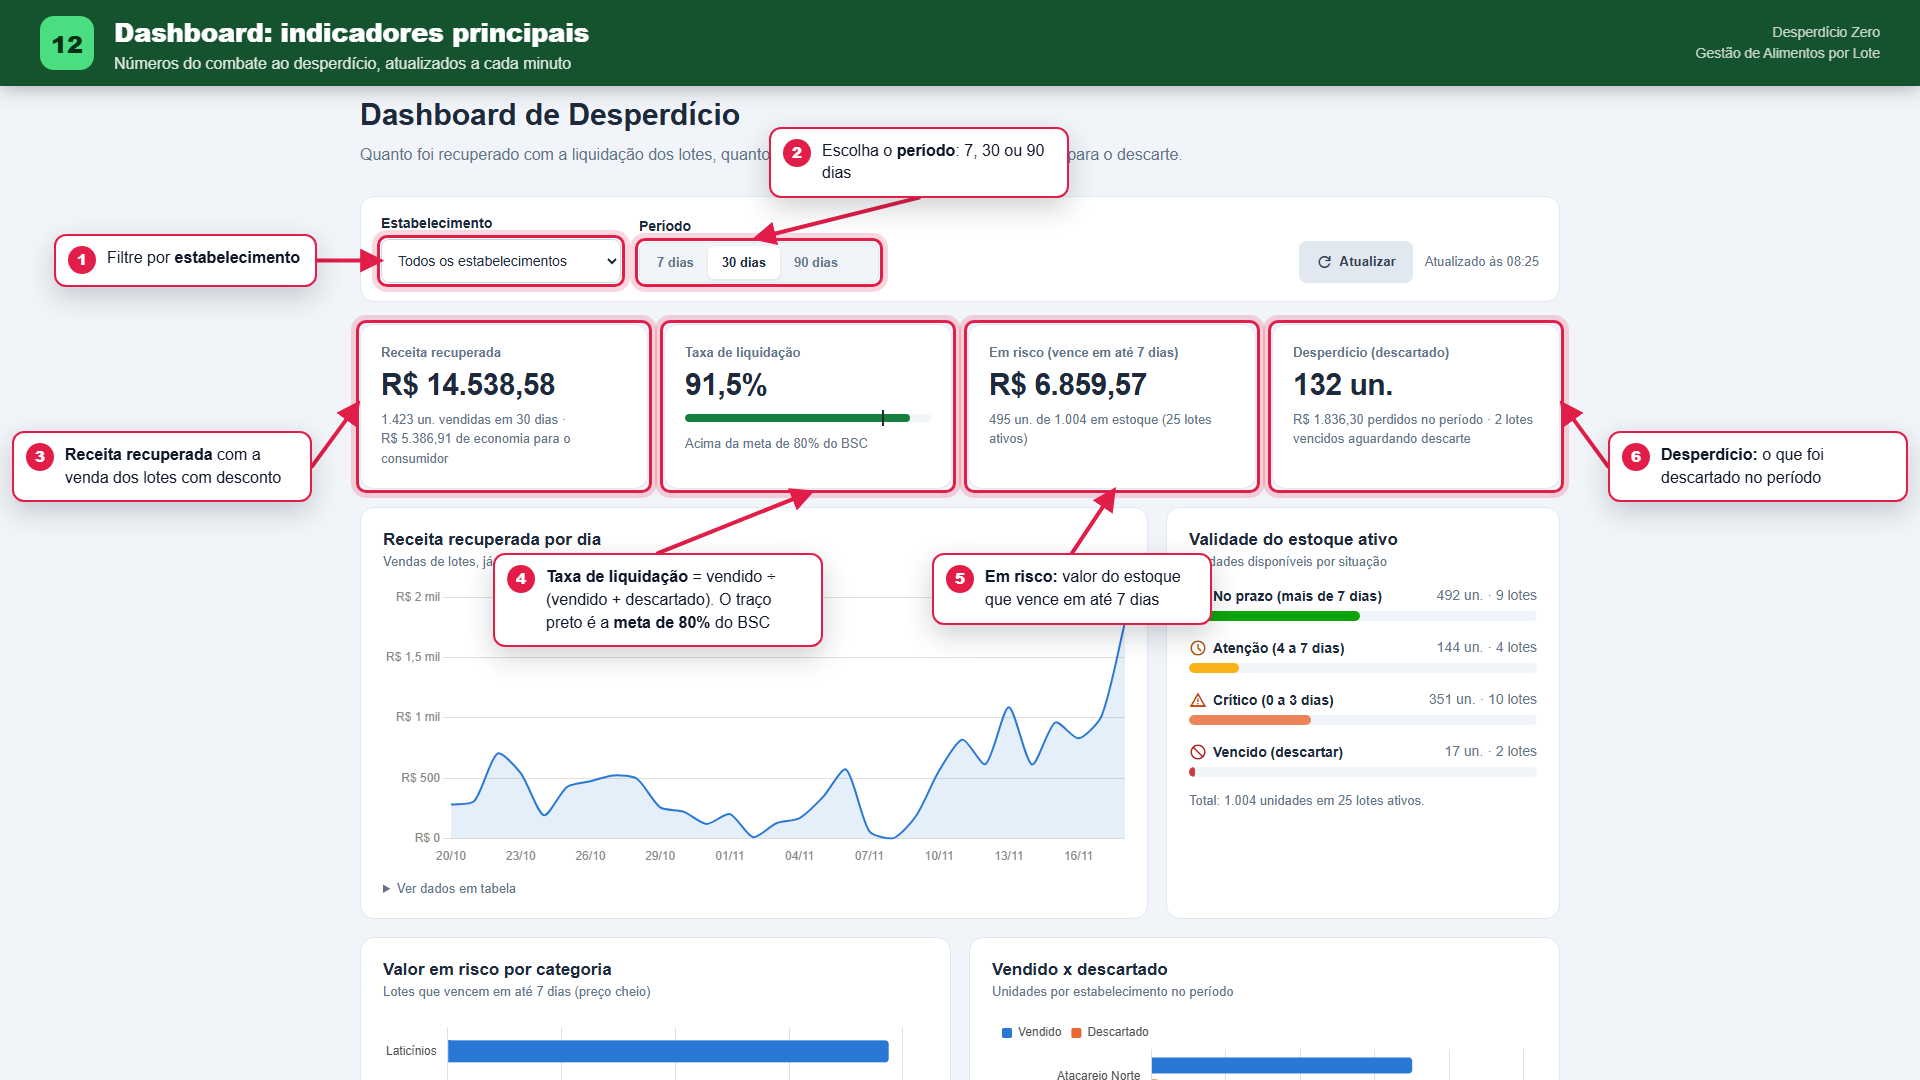 12
Dashboard: indicadores principais
Números do combate ao desperdício, atualizados a cada minuto
Desperdício Zero
Gestão de Alimentos por Lote
Dashboard de Desperdício
Quanto foi recuperado com a liquidação dos lotes, quanto
para o descarte.
2
Escolha o período: 7, 30 ou 90
dias
1
Filtre por estabelecimento
Estabelecimento
Todos os estabelecimentos
Período
7 dias
30 dias
90 dias
Atualizar
Atualizado às 08:25
Receita recuperada
R$ 14.538,58
1.423 un. vendidas em 30 dias ·
R$ 5.386,91 de economia para o
consumidor
Taxa de liquidação
91,5%
Acima da meta de 80% do BSC
Em risco (vence em até 7 dias)
R$ 6.859,57
495 un. de 1.004 em estoque (25 lotes
ativos)
Desperdício (descartado)
132 un.
R$ 1.836,30 perdidos no período · 2 lotes
vencidos aguardando descarte
3
Receita recuperada com a
venda dos lotes com desconto
6
Desperdício: o que foi
descartado no período
Receita recuperada por dia
Vendas de lotes, já
4
Taxa de liquidação = vendido ÷
(vendido + descartado). O traço
preto é a meta de 80% do BSC
5
Em risco: valor do estoque
que vence em até 7 dias
R$ 2 mil
R$ 1,5 mil
R$ 1 mil
R$ 500
R$ 0
20/10
23/10
26/10
29/10
01/11
04/11
07/11
10/11
13/11
16/11
Ver dados em tabela
Validade do estoque ativo
dades disponíveis por situação
No prazo (mais de 7 dias)
492 un. · 9 lotes
Atenção (4 a 7 dias)
144 un. · 4 lotes
Crítico (0 a 3 dias)
351 un. · 10 lotes
Vencido (descartar)
17 un. · 2 lotes
Total: 1.004 unidades em 25 lotes ativos.
Valor em risco por categoria
Lotes que vencem em até 7 dias (preço cheio)
Laticínios
Vendido x descartado
Unidades por estabelecimento no período
Vendido
Descartado
Atacarejo Norte